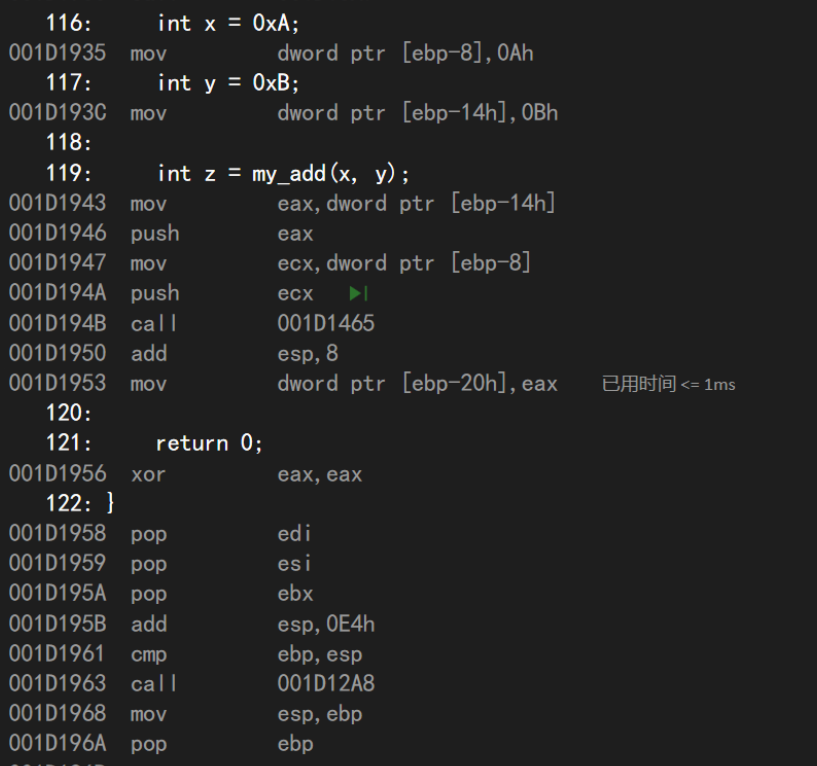 116: int x = 0xA;
001D1935 mov dword ptr [ebp-8],0Ah
117: int y = 0xB;
001D193C mov dword ptr [ebp-14h],0Bh
118:
119: int z = my_add(x, y);
001D1943 mov eax,dword ptr [ebp-14h]
001D1946 push eax
001D1947 mov ecx,dword ptr [ebp-8]
001D194A push ecx
001D194B call 001D1465
001D1950 add esp,8
001D1953 mov dword ptr [ebp-20h],eax 已用时间 <= 1ms
120:
121: return 0;
001D1956 xor eax,eax
122: }
001D1958 pop edi
001D1959 pop esi
001D195A pop ebx
001D195B add esp,0E4h
001D1961 cmp ebp,esp
001D1963 call 001D12A8
001D1968 mov esp,ebp
001D196A pop ebp